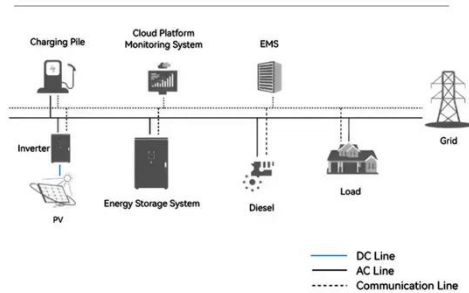 Charging Pile
Cloud Platform
Monitoring System
EMS
Grid
Inverter
PV
Energy Storage System
Diesel
Load
DC Line
AC Line
Communication Line